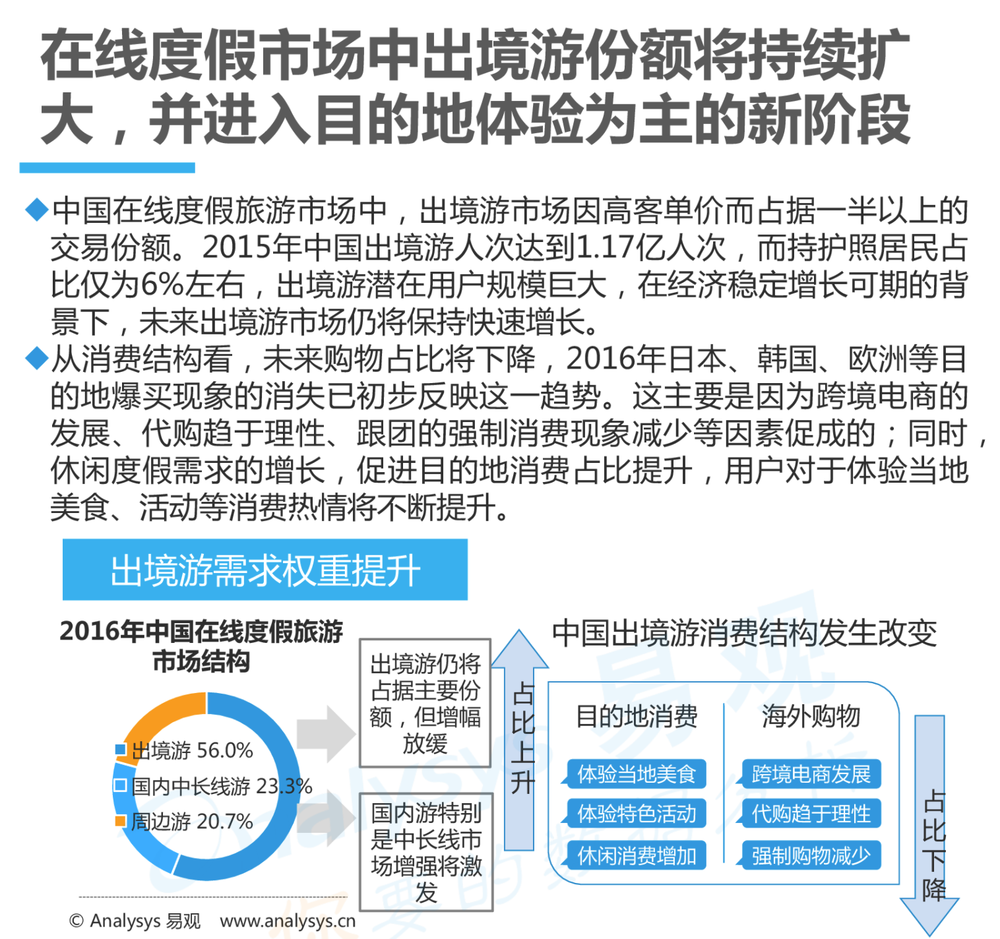 在线度假市场中出境游份额将持续扩
大，并进入目的地体验为主的新阶段
中国在线度假旅游市场中，出境游市场因高客单价而占据一半以上的
交易份额。2015年中国出境游人次达到1.17亿人次，而持护照居民占
比仅为6%左右，出境游潜在用户规模巨大，在经济稳定增长可期的背
景下，未来出境游市场仍将保持快速增长。
从消费结构看，未来购物占比将下降，2016年日本、韩国、欧洲等目
的地爆买现象的消失已初步反映这一趋势。这主要是因为跨境电商的
发展、代购趋于理性、跟团的强制消费现象减少等因素促成的；同时，
休闲度假需求的增长，促进目的地消费占比提升，用户对于体验当地
美食、活动等消费热情将不断提升。
出境游需求权重提升
2016年中国在线度假旅游
市场结构
出境游 56.0%
国内中长线游 23.3%
周边游 20.7%
出境游仍将
占据主要份
额，但增幅
放缓
国内游特别
是中长线市
场增强将激
发
占比上升
中国出境游消费结构发生改变
目的地消费
体验当地美食
体验特色活动
休闲消费增加
海外购物
跨境电商发展
代购趋于理性
强制购物减少
占比下降
© Analysys 易观 www.analysys.cn
analysys 易观
你要的数据分析